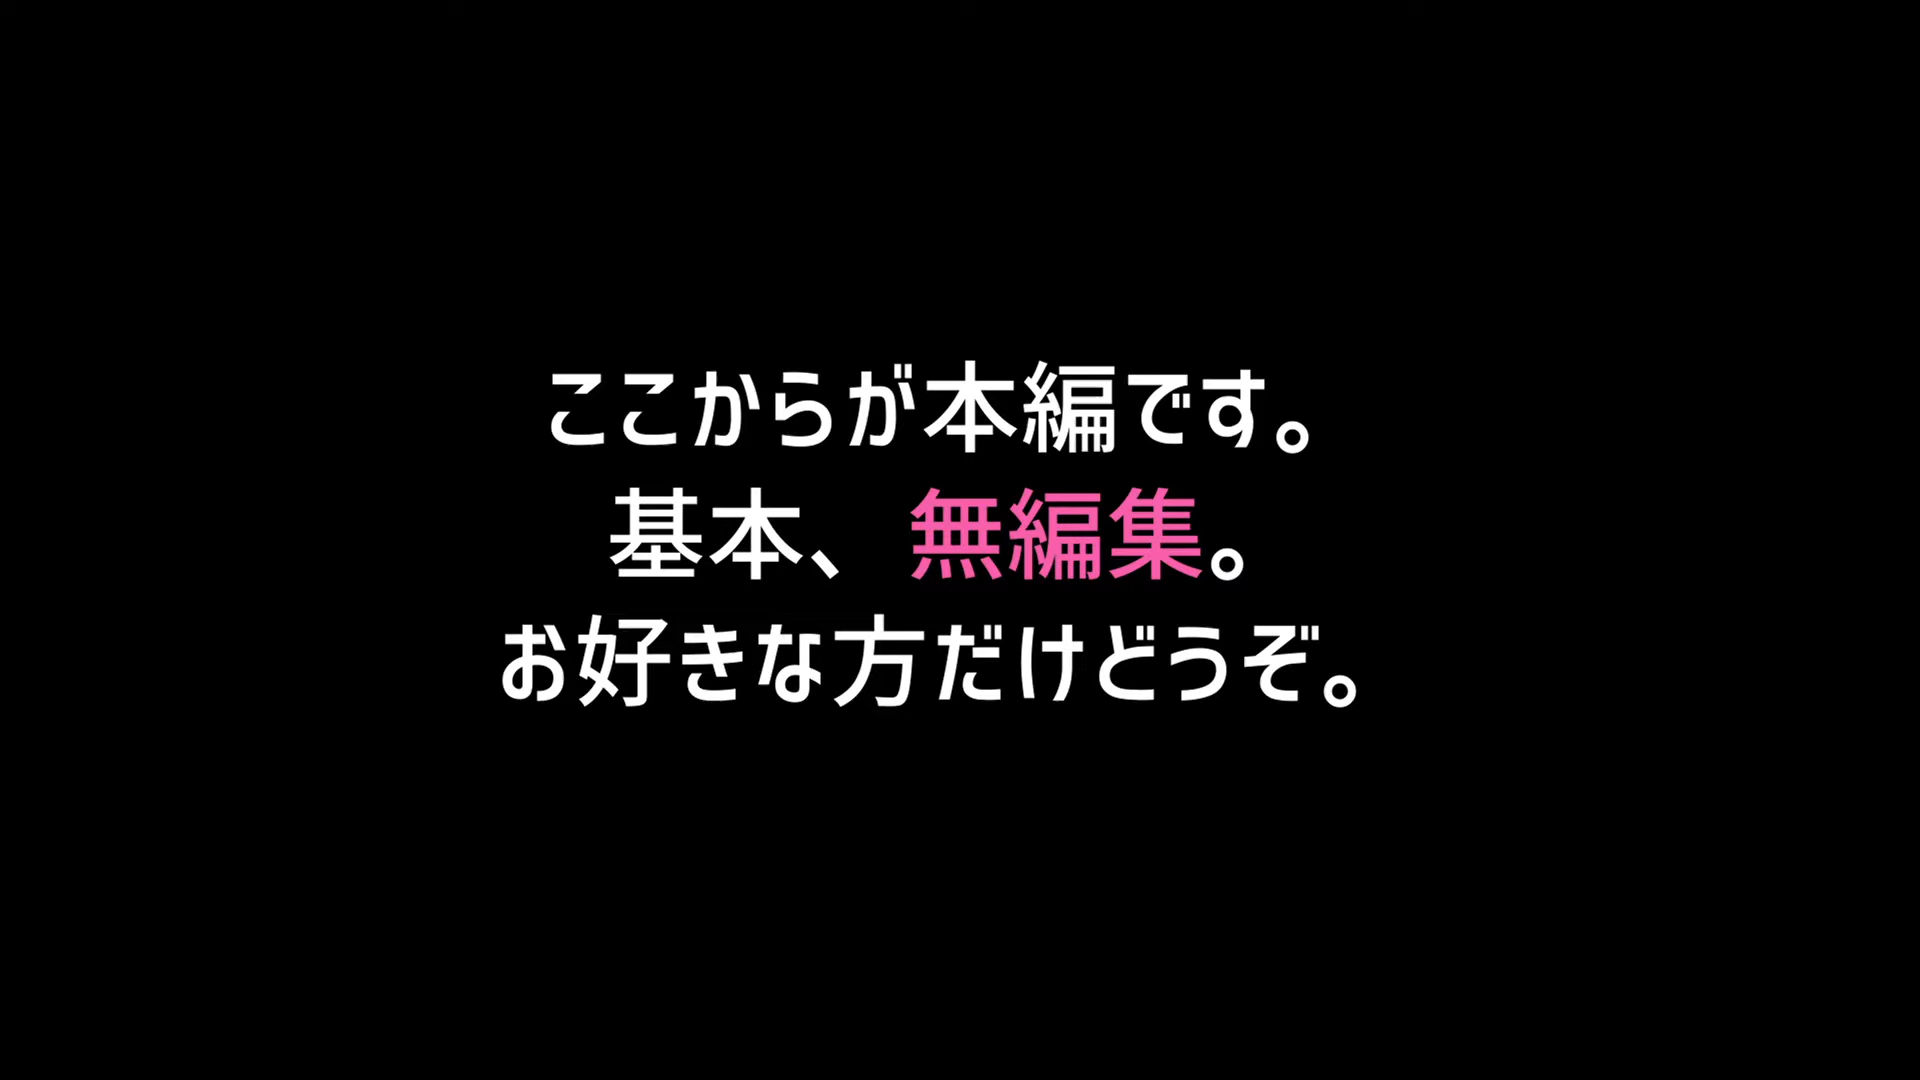 ここからが本編です。
基本、無編集。
お好きな方だけどうぞ。